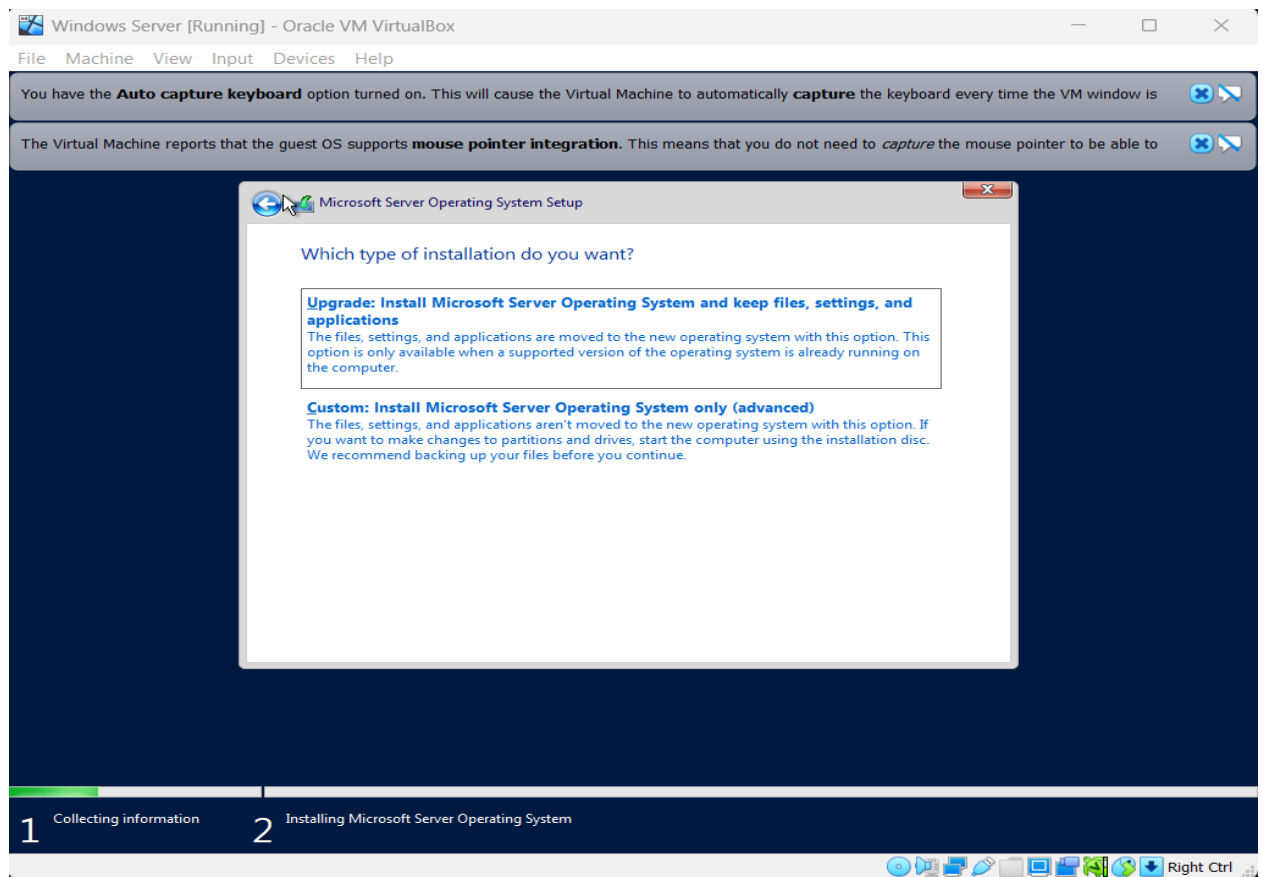 Windows Server [Running] - Oracle VM VirtualBox
File Machine View Input Devices Help
You have the Auto capture keyboard option turned on. This will cause the Virtual Machine to automatically capture the keyboard every time the VM window is
The Virtual Machine reports that the guest OS supports mouse pointer integration. This means that you do not need to capture the mouse pointer to be able to
Microsoft Server Operating System Setup
Which type of installation do you want?
Upgrade: Install Microsoft Server Operating System and keep files, settings, and
applications
The files, settings, and applications are moved to the new operating system with this option. This
option is only available when a supported version of the operating system is already running on
the computer.
Custom: Install Microsoft Server Operating System only (advanced)
The files, settings, and applications aren't moved to the new operating system with this option. If
you want to make changes to partitions and drives, start the computer using the installation disc.
We recommend backing up your files before you continue.
1 Collecting information 2 Installing Microsoft Server Operating System
Right Ctrl